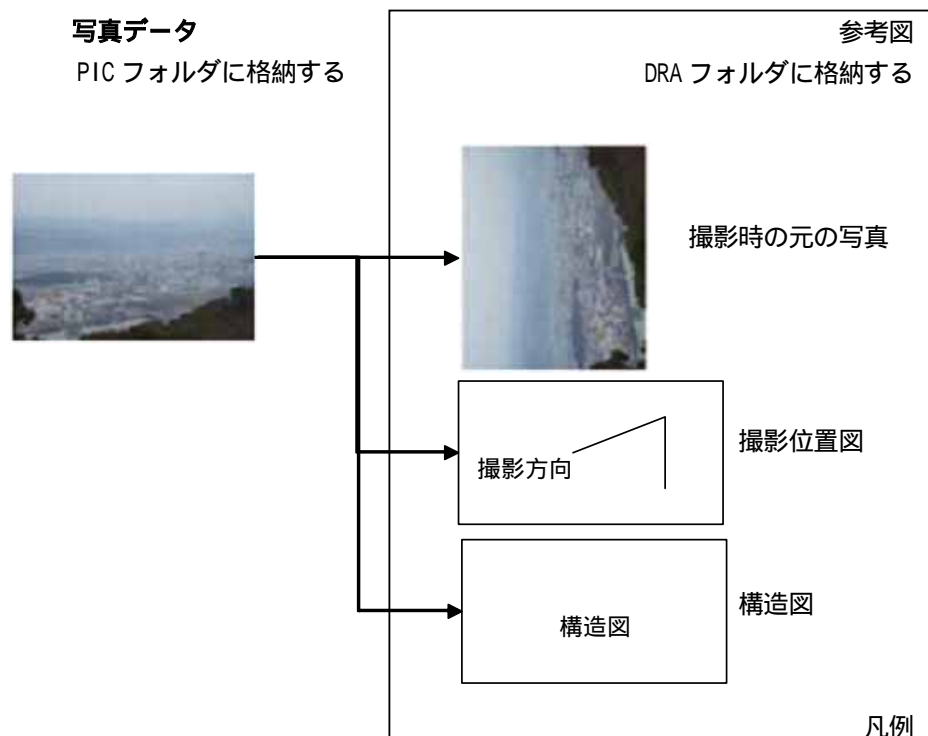 写真データ
PIC フォルダに格納する
参考図
DRA フォルダに格納する
撮影時の元の写真
撮影位置図
撮影方向
構造図
構造図
凡例